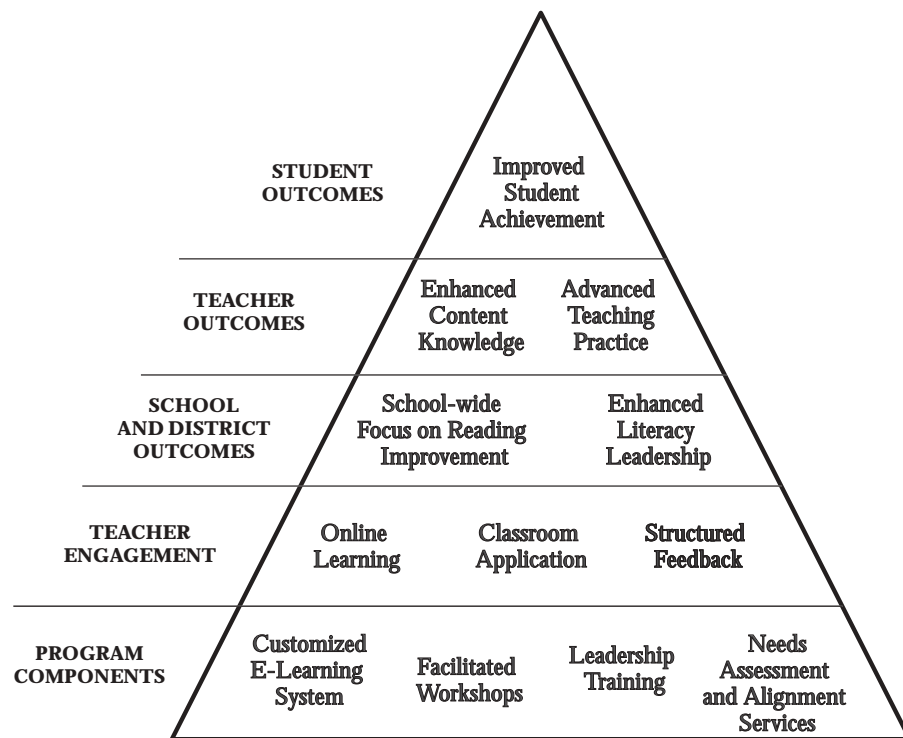 STUDENT
OUTCOMES
Improved
Student
Achievement
TEACHER
OUTCOMES
Enhanced
Content
Knowledge
Advanced
Teaching
Practice
SCHOOL
AND DISTRICT
OUTCOMES
School-wide
Focus on Reading
Improvement
Enhanced
Literacy
Leadership
TEACHER
ENGAGEMENT
Online
Learning
Classroom
Application
Structured
Feedback
PROGRAM
COMPONENTS
Customized
E-Learning
System
Facilitated
Workshops
Leadership
Training
Needs
Assessment
and Alignment
Services